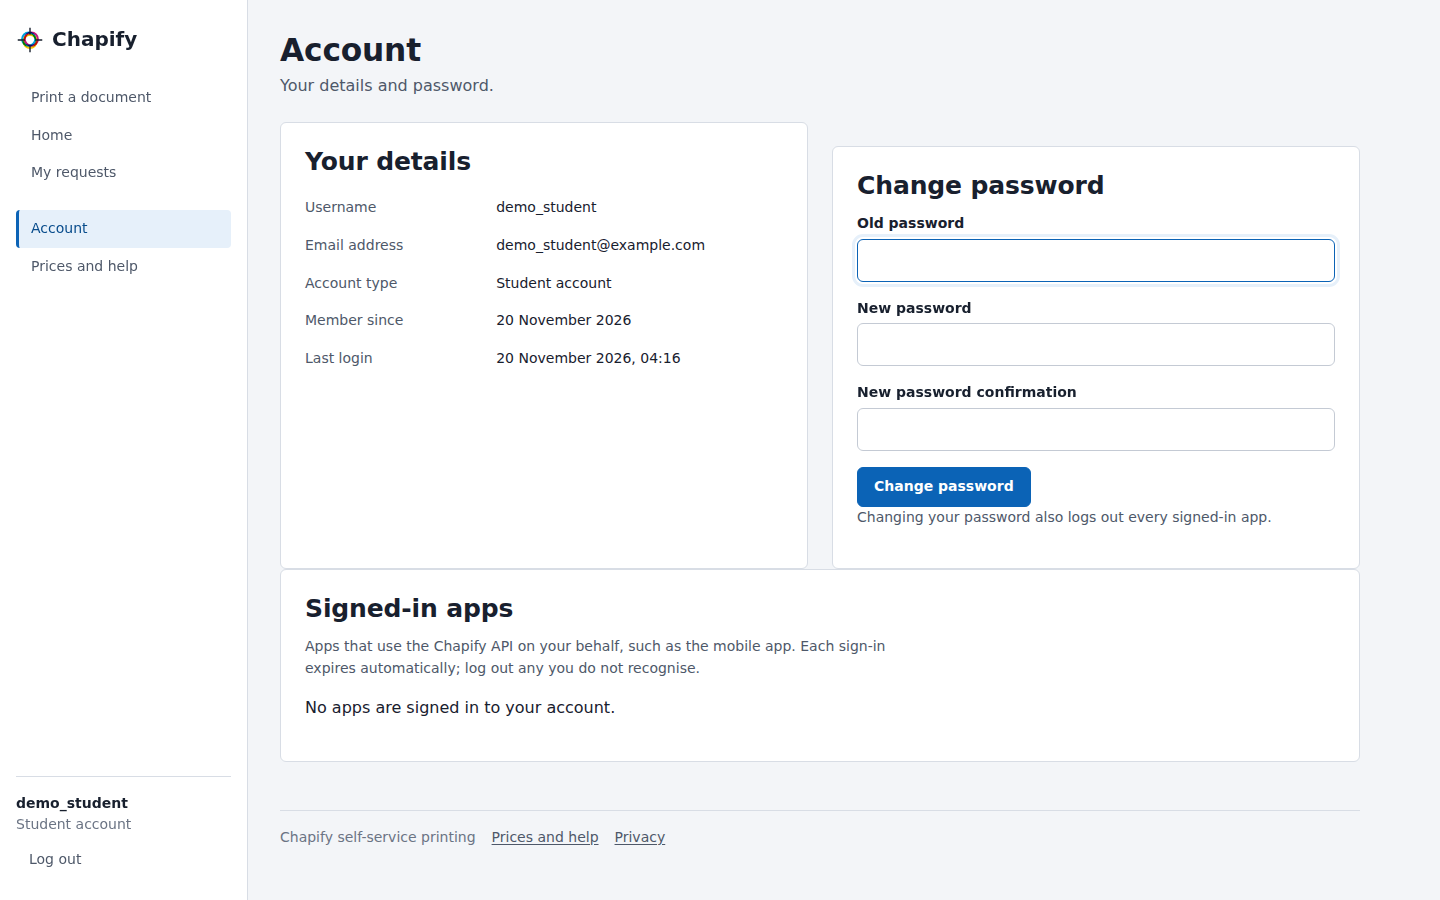 Chapify
Print a document
Home
My requests
Account
Prices and help
demo_student
Student account
Log out
Account
Your details and password.
Your details
Username demo_student
Email address demo_student@example.com
Account type Student account
Member since 20 November 2026
Last login 20 November 2026, 04:16
Change password
Old password
New password
New password confirmation
Change password
Changing your password also logs out every signed-in app.
Signed-in apps
Apps that use the Chapify API on your behalf, such as the mobile app. Each sign-in
expires automatically; log out any you do not recognise.
No apps are signed in to your account.
Chapify self-service printing Prices and help Privacy